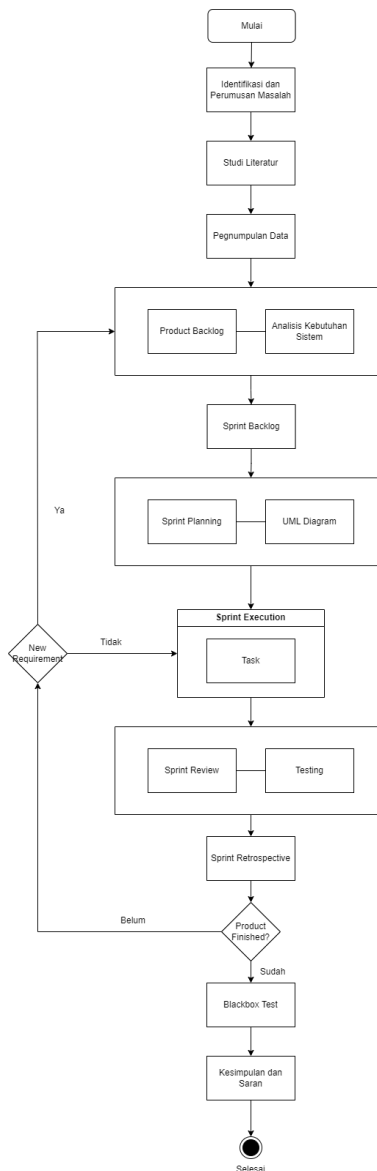 Mulai
Identifikasi dan
Perumusan Masalah
Studi Literatur
Pegnumpulan Data
Product Backlog
Analisis Kebutuhan
Sistem
Sprint Backlog
Ya
Sprint Planning
UML Diagram
Sprint Execution
Tidak
New
Requirement
Task
Sprint Review
Testing
Sprint Retrospective
Belum
Product
Finished?
Sudah
Blackbox Test
Kesimpulan dan
Saran
Selesai